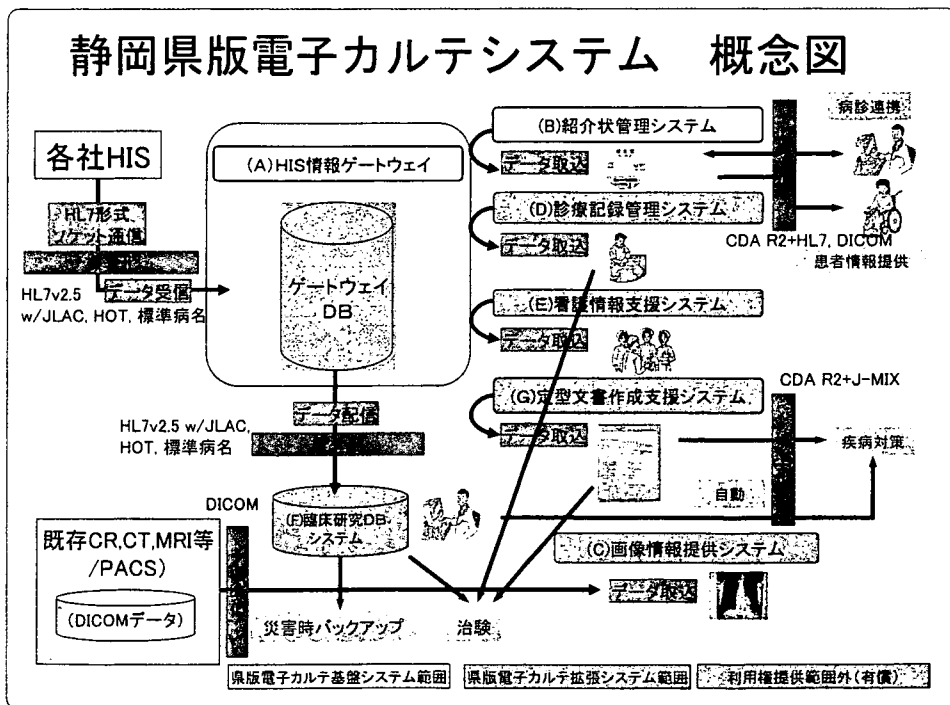 静岡県版電子カルテシステム 概念図
各社HIS
HL7形式
ソケット通信
データ受信
HL7v2.5
w/JLAC, HOT, 標準病名
(A)HIS情報ゲートウェイ
ゲートウェイ
DB
データ配信
HL7v2.5 w/JLAC,
HOT, 標準病名
(B)紹介状管理システム
データ取込
(D)診療記録管理システム
データ取込
(E)看護情報支援システム
データ取込
(G)定型文書作成支援システム
データ取込
病診連携
CDA R2+HL7, DICOM
患者情報提供
CDA R2+J-MIX
疾病対策
自動
DICOM
(F)臨床研究DB
システム
(C)画像情報提供システム
データ取込
既存CR,CT,MRI等
/PACS)
(DICOMデータ)
災害時バックアップ
治験
県版電子カルテ基盤システム範囲
県版電子カルテ拡張システム範囲
利用権提供範囲外(有償)